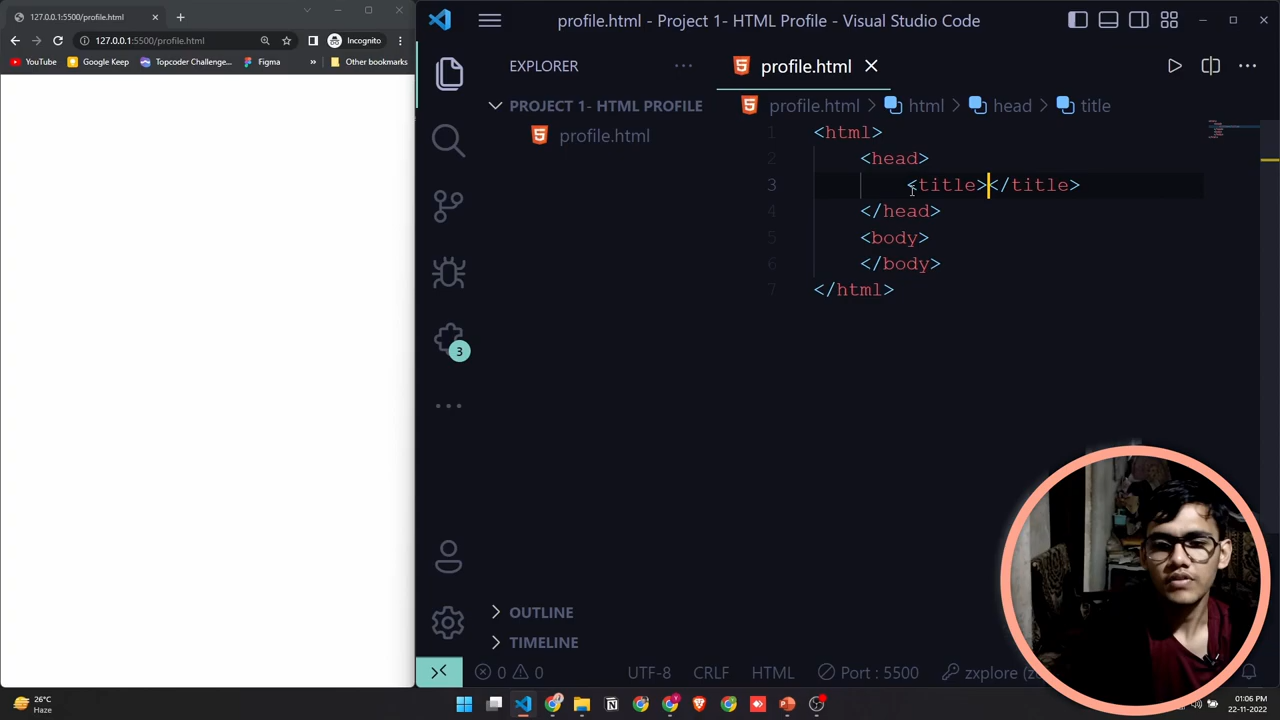 127.0.0.1:5500/profile.html
127.0.0.1:5500/profile.html
Incognito
YouTube
Google Keep
Topcoder Challenge...
Figma
»
Other bookmarks
profile.html - Project 1- HTML Profile - Visual Studio Code
EXPLORER
PROJECT 1- HTML PROFILE
profile.html
3
OUTLINE
TIMELINE
profile.html
profile.html > html > head > title
1 <html>
2 <head>
3 <title></title>
4 </head>
5 <body>
6 </body>
7 </html>
0 0
UTF-8
CRLF
HTML
Port : 5500
26°C
Haze
01:06 PM
22-11-2022